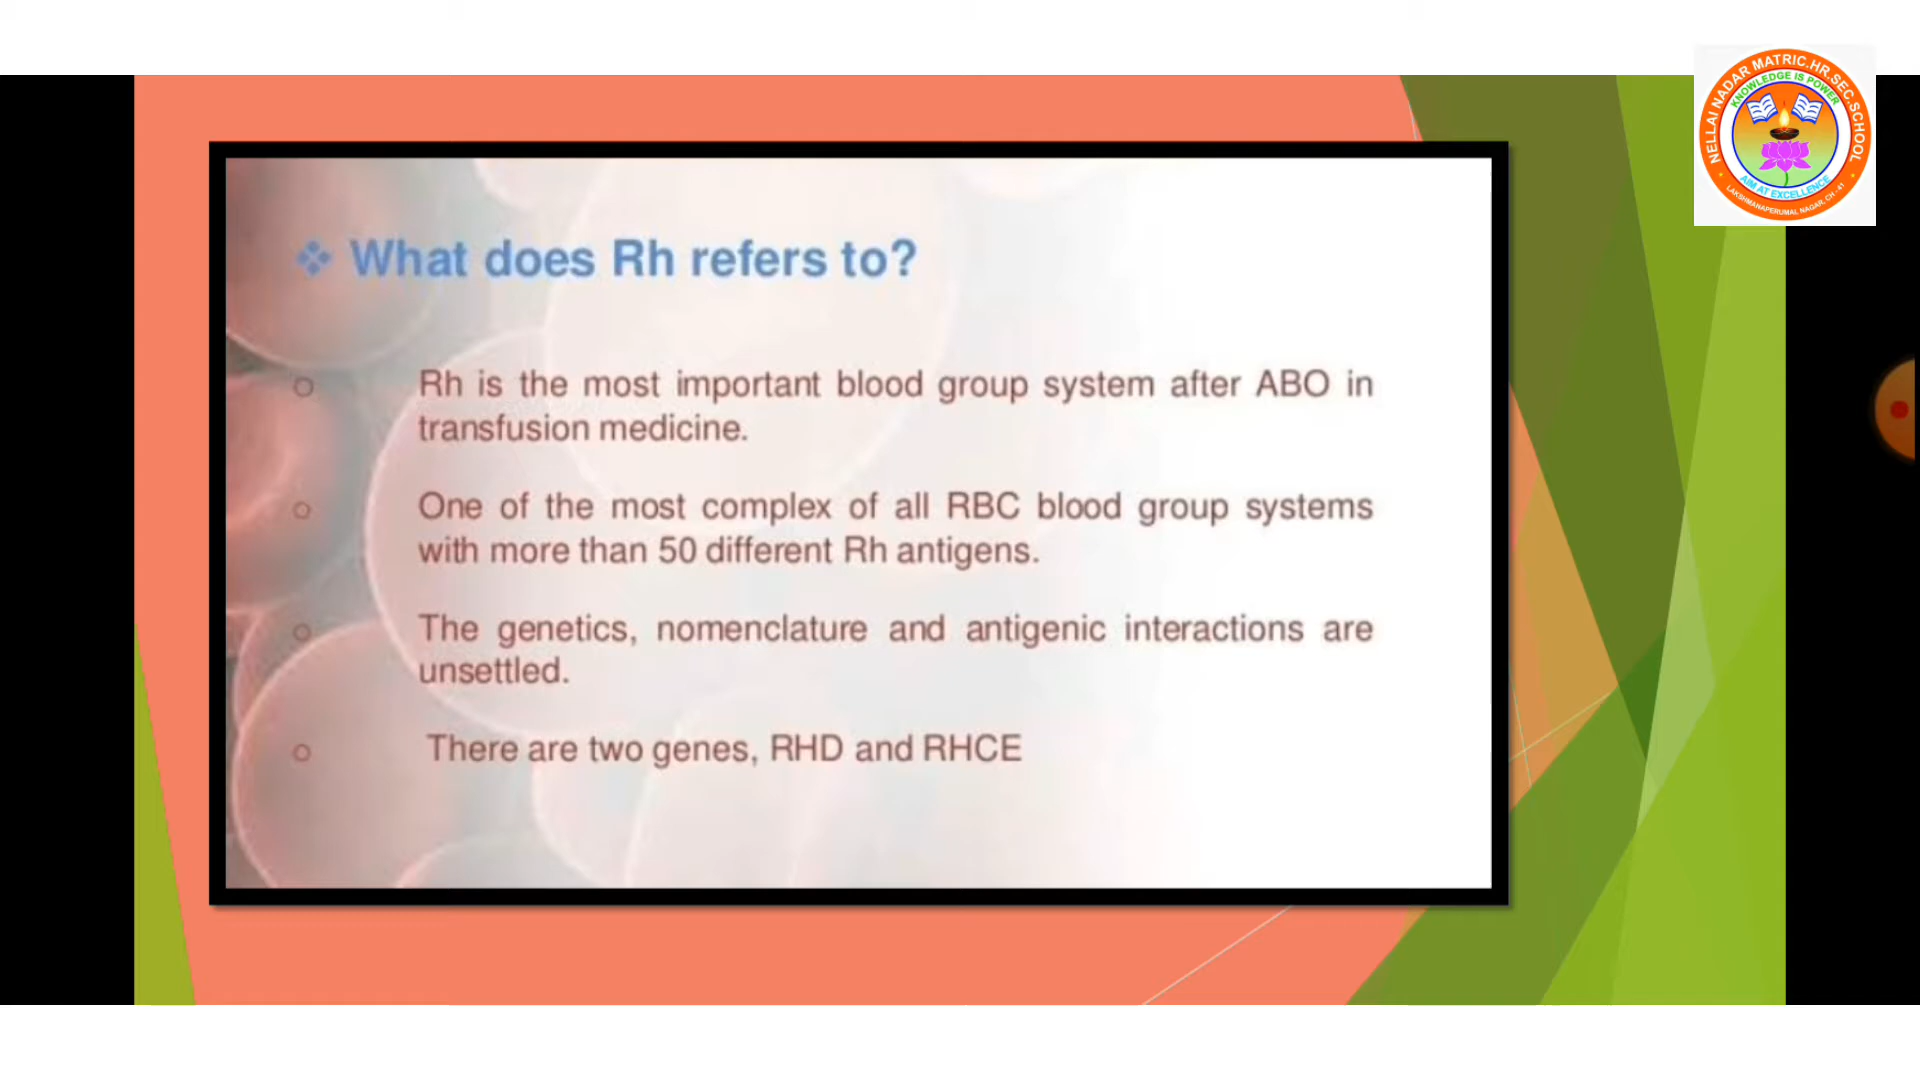 NELLAI NADAR MATRIC.HR.SEC.SCHOOL
KNOWLEDGE IS POWER
AIM AT EXCELLENCE
LAKSHMANAPERUMAL NAGAR, CH - 41
What does Rh refers to?
Rh is the most important blood group system after ABO in
transfusion medicine.
One of the most complex of all RBC blood group systems
with more than 50 different Rh antigens.
The genetics, nomenclature and antigenic interactions are
unsettled.
There are two genes, RHD and RHCE